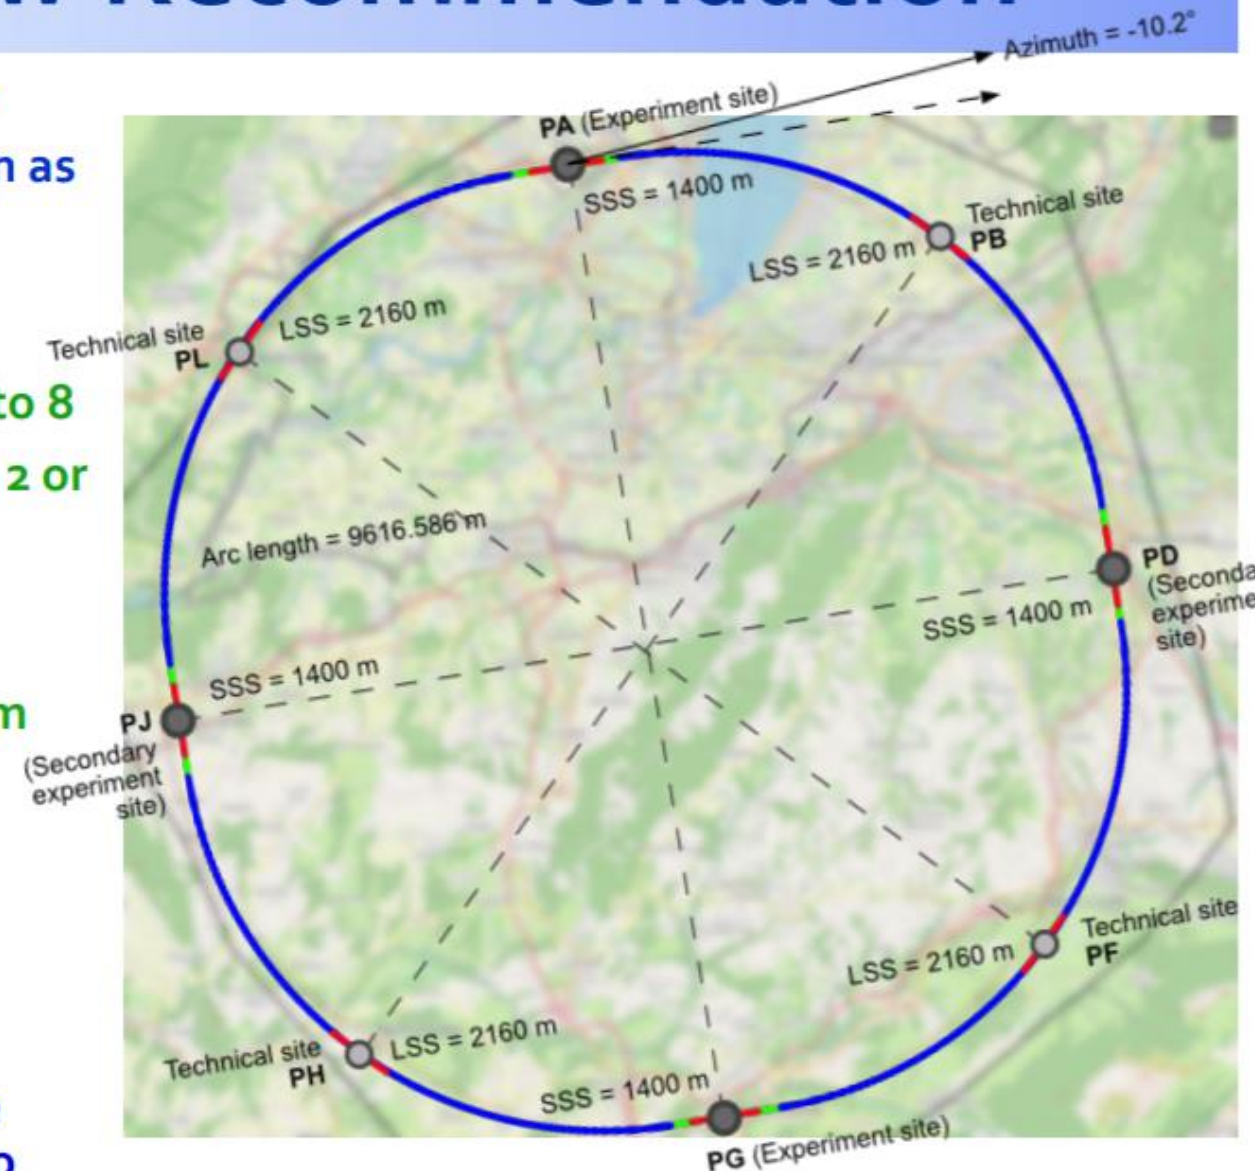 Recommendation
Azimuth = -10.2°
PA (Experiment site)
as
SSS = 1400 m
Technical site
PB
LSS = 2160 m
LSS = 2160 m
Technical site
PL
to 8
2 or
Arc length = 9616.586 m
PD
(Seconda
experime
site)
SSS = 1400 m
SSS = 1400 m
m
PJ
(Secondary
experiment
site)
Technical site
PF
LSS = 2160 m
LSS = 2160 m
Technical site
PH
SSS = 1400 m
PG (Experiment site)